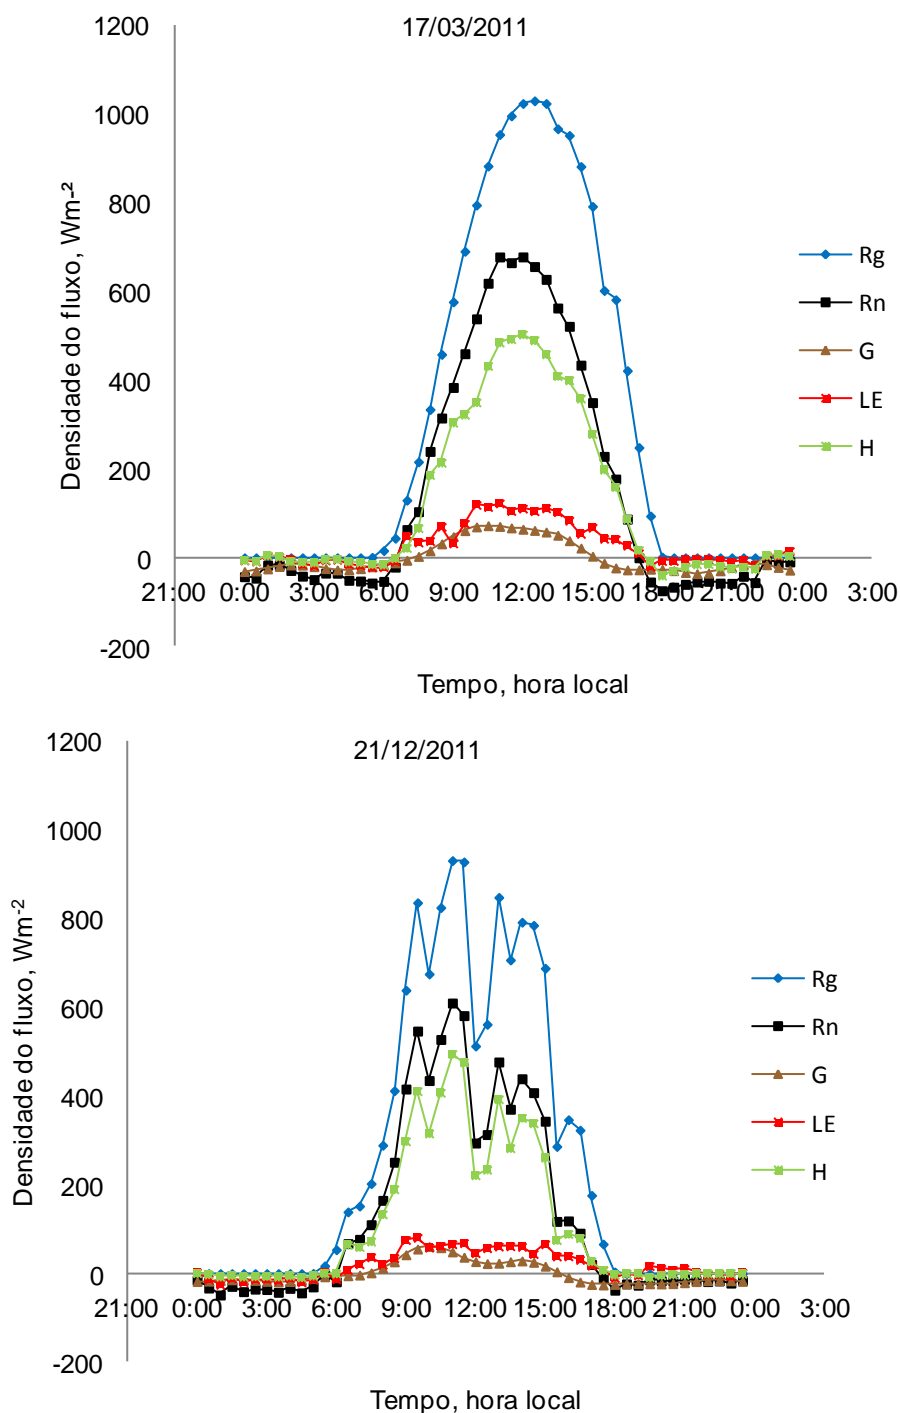 17/03/2011
1200
1000
800
600
400
200
0
-200
Densidade do fluxo, Wm-²
21:00 0:00 3:00 6:00 9:00 12:00 15:00 18:00 21:00 0:00 3:00
Tempo, hora local
Rg
Rn
G
LE
H
21/12/2011
1200
1000
800
600
400
200
0
-200
Densidade do fluxo, Wm⁻²
21:00 0:00 3:00 6:00 9:00 12:00 15:00 18:00 21:00 0:00 3:00
Tempo, hora local
Rg
Rn
G
LE
H